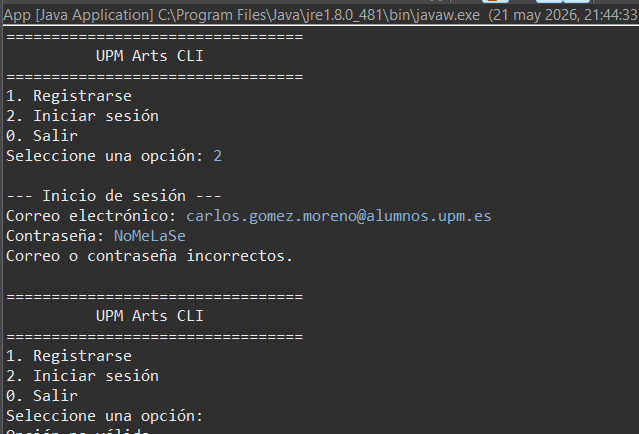 App [Java Application] C:\Program Files\Java\jre1.8.0_481\bin\javaw.exe (21 may 2026, 21:44:33
=================================
UPM Arts CLI
=================================
1. Registrarse
2. Iniciar sesión
0. Salir
Seleccione una opción: 2
--- Inicio de sesión ---
Correo electrónico: carlos.gomez.moreno@alumnos.upm.es
Contraseña: NoMeLaSe
Correo o contraseña incorrectos.
=================================
UPM Arts CLI
=================================
1. Registrarse
2. Iniciar sesión
0. Salir
Seleccione una opción:
Opción no válida